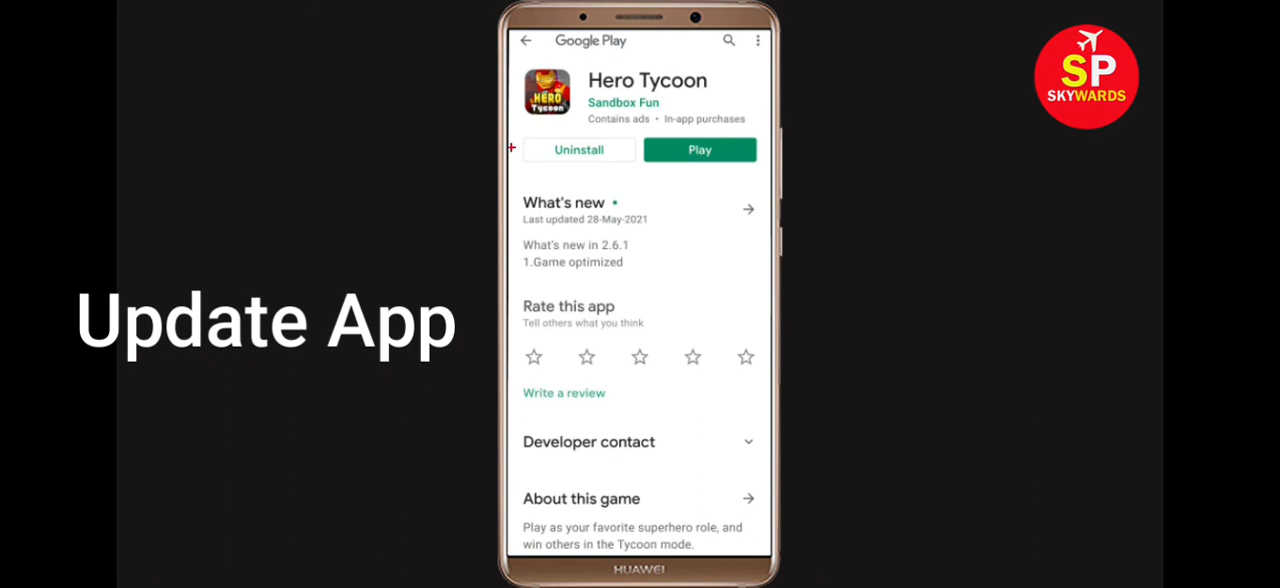 Google Play
Hero Tycoon
HERO
Tycoon
Sandbox Fun
Contains ads • In-app purchases
Uninstall
Play
What's new •
Last updated 28-May-2021
What's new in 2.6.1
1.Game optimized
Rate this app
Tell others what you think
Write a review
Developer contact
About this game
Play as your favorite superhero role, and
win others in the Tycoon mode.
HUAWEI
Update App
SP
SKYWARDS